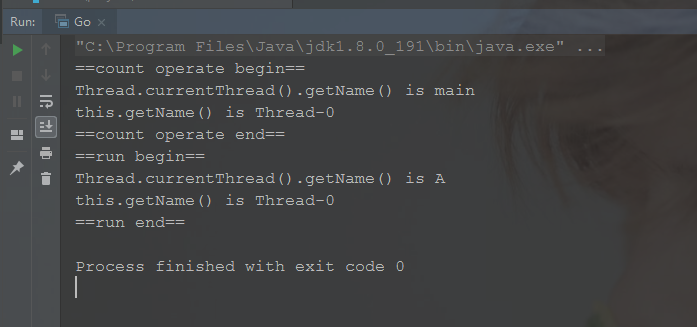 Run: Go ×
"C:\Program Files\Java\jdk1.8.0_191\bin\java.exe" ...
==count operate begin==
Thread.currentThread().getName() is main
this.getName() is Thread-0
==count operate end==
==run begin==
Thread.currentThread().getName() is A
this.getName() is Thread-0
==run end==
Process finished with exit code 0